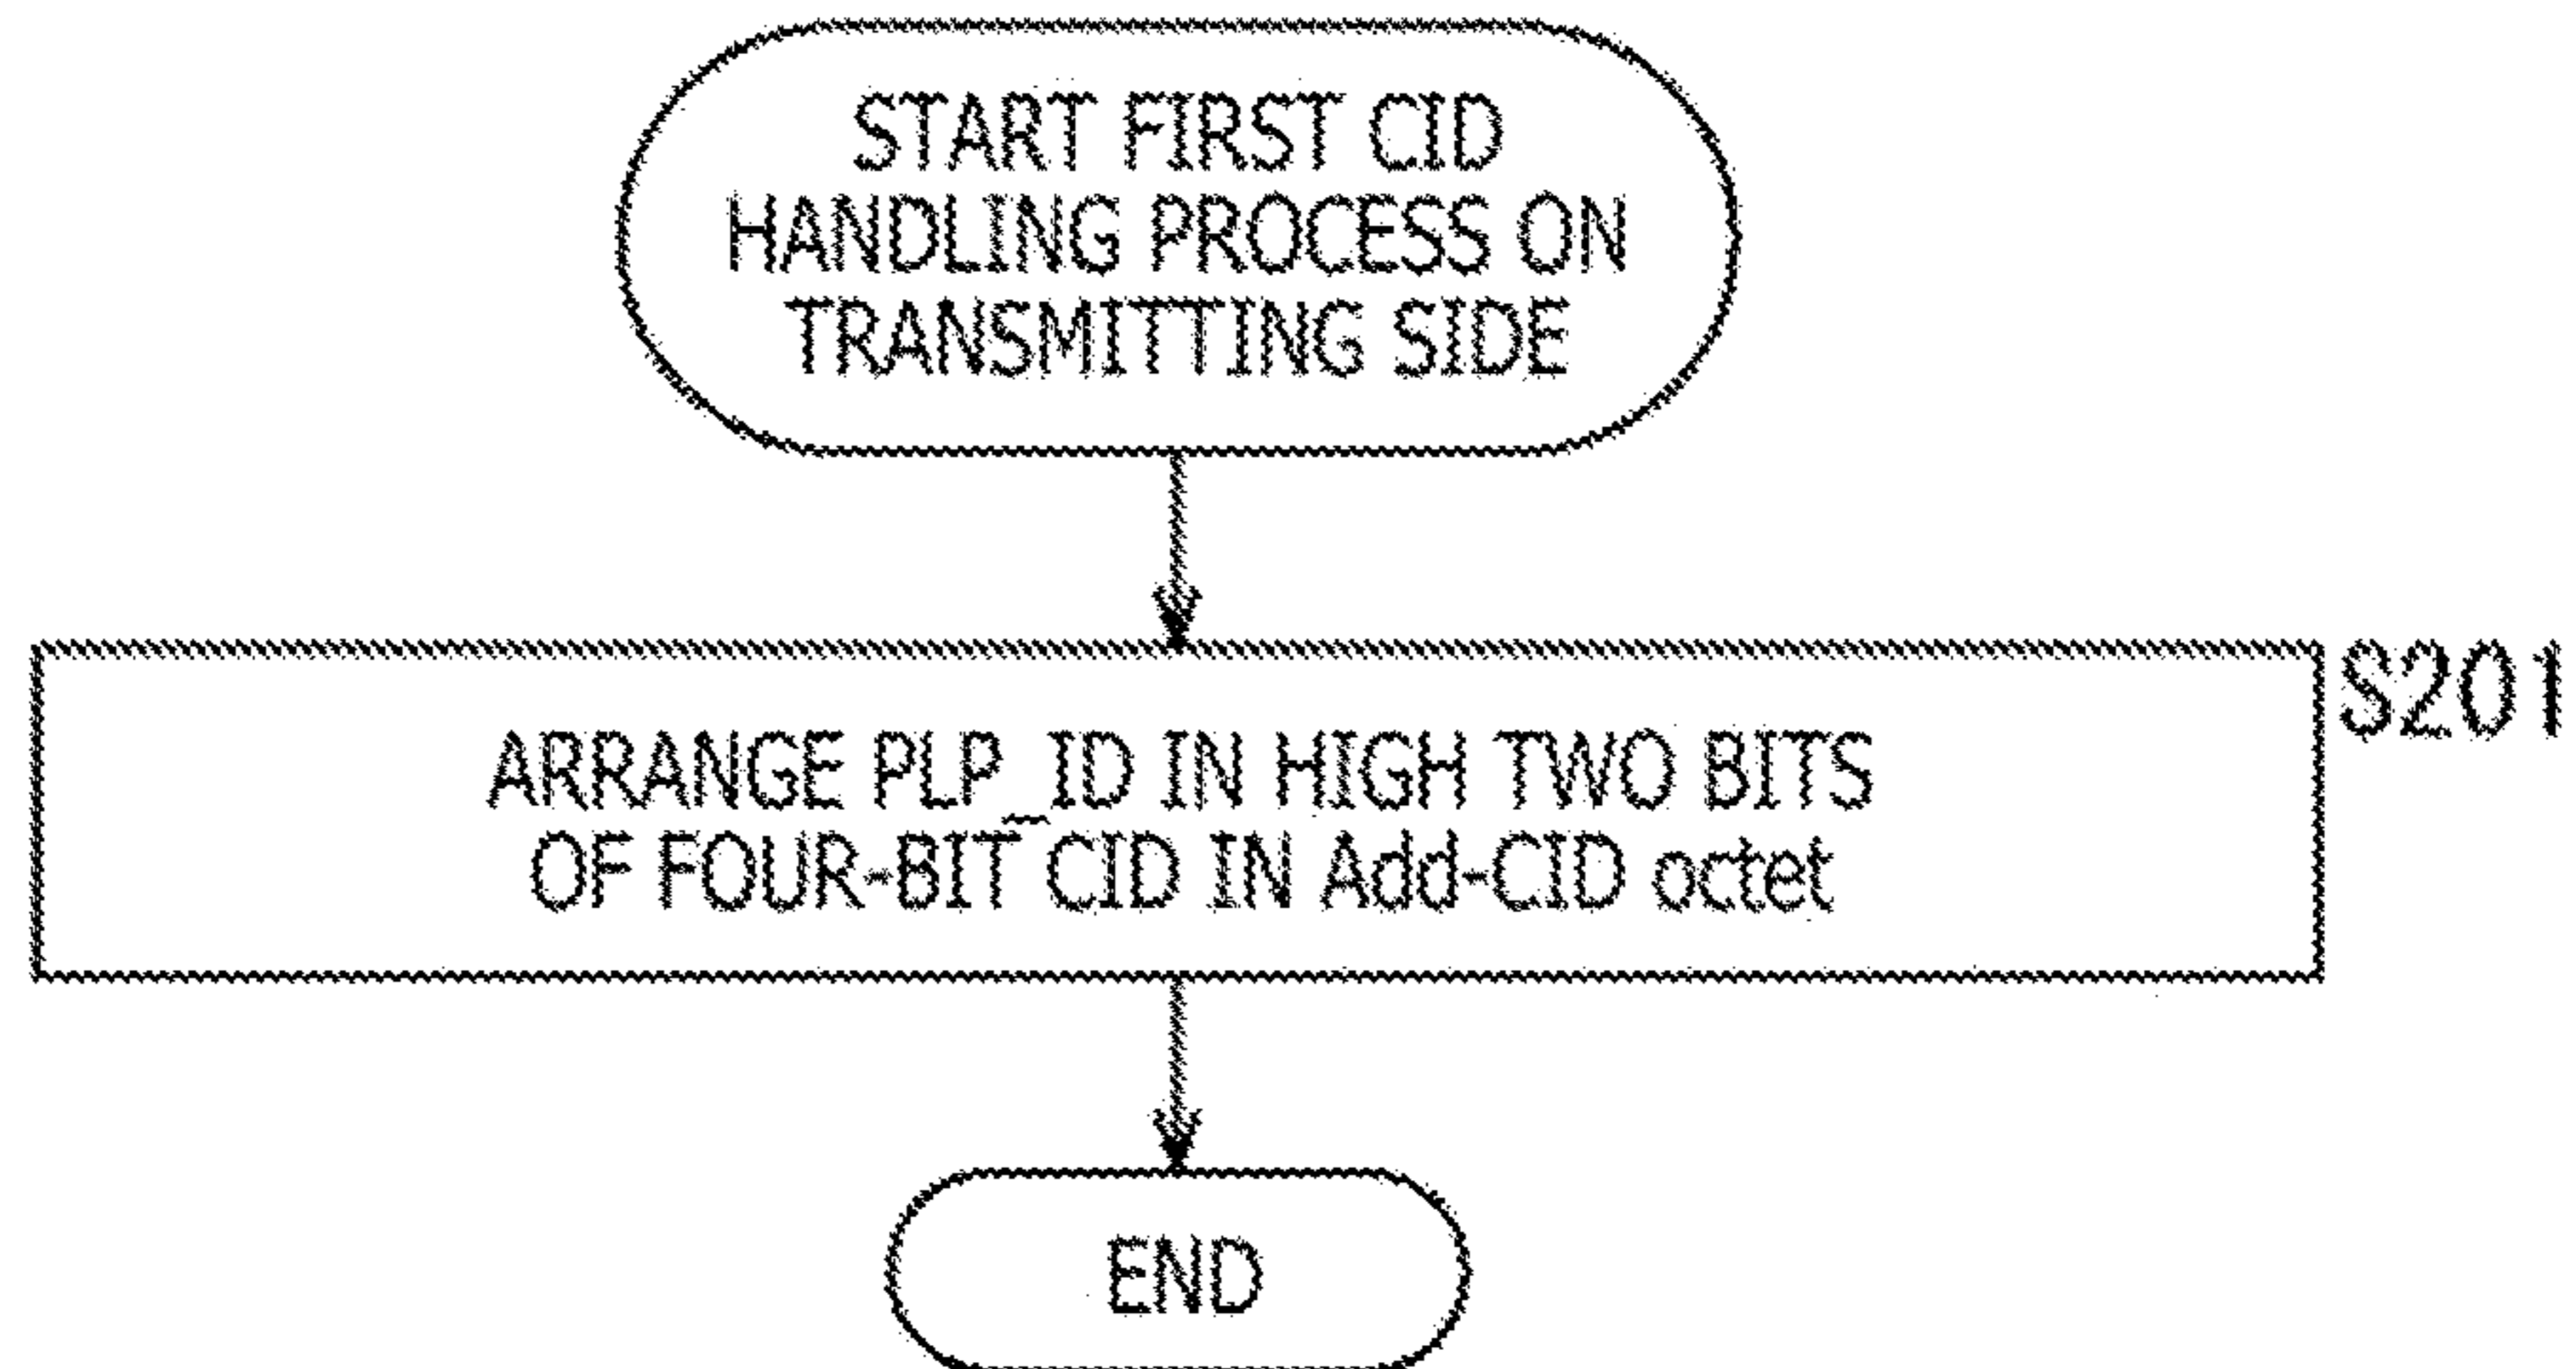 START FIRST CID
HANDLING PROCESS ON
TRANSMITTING SIDE
S201
ARRANGE PLP_ID IN HIGH TWO BITS
OF FOUR-BIT CID IN Add-CID octet
END